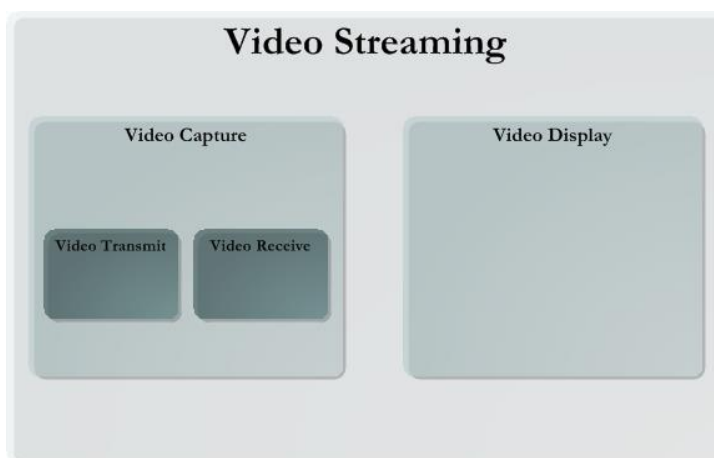 Video Streaming
Video Capture
Video Display
Video Transmit
Video Receive